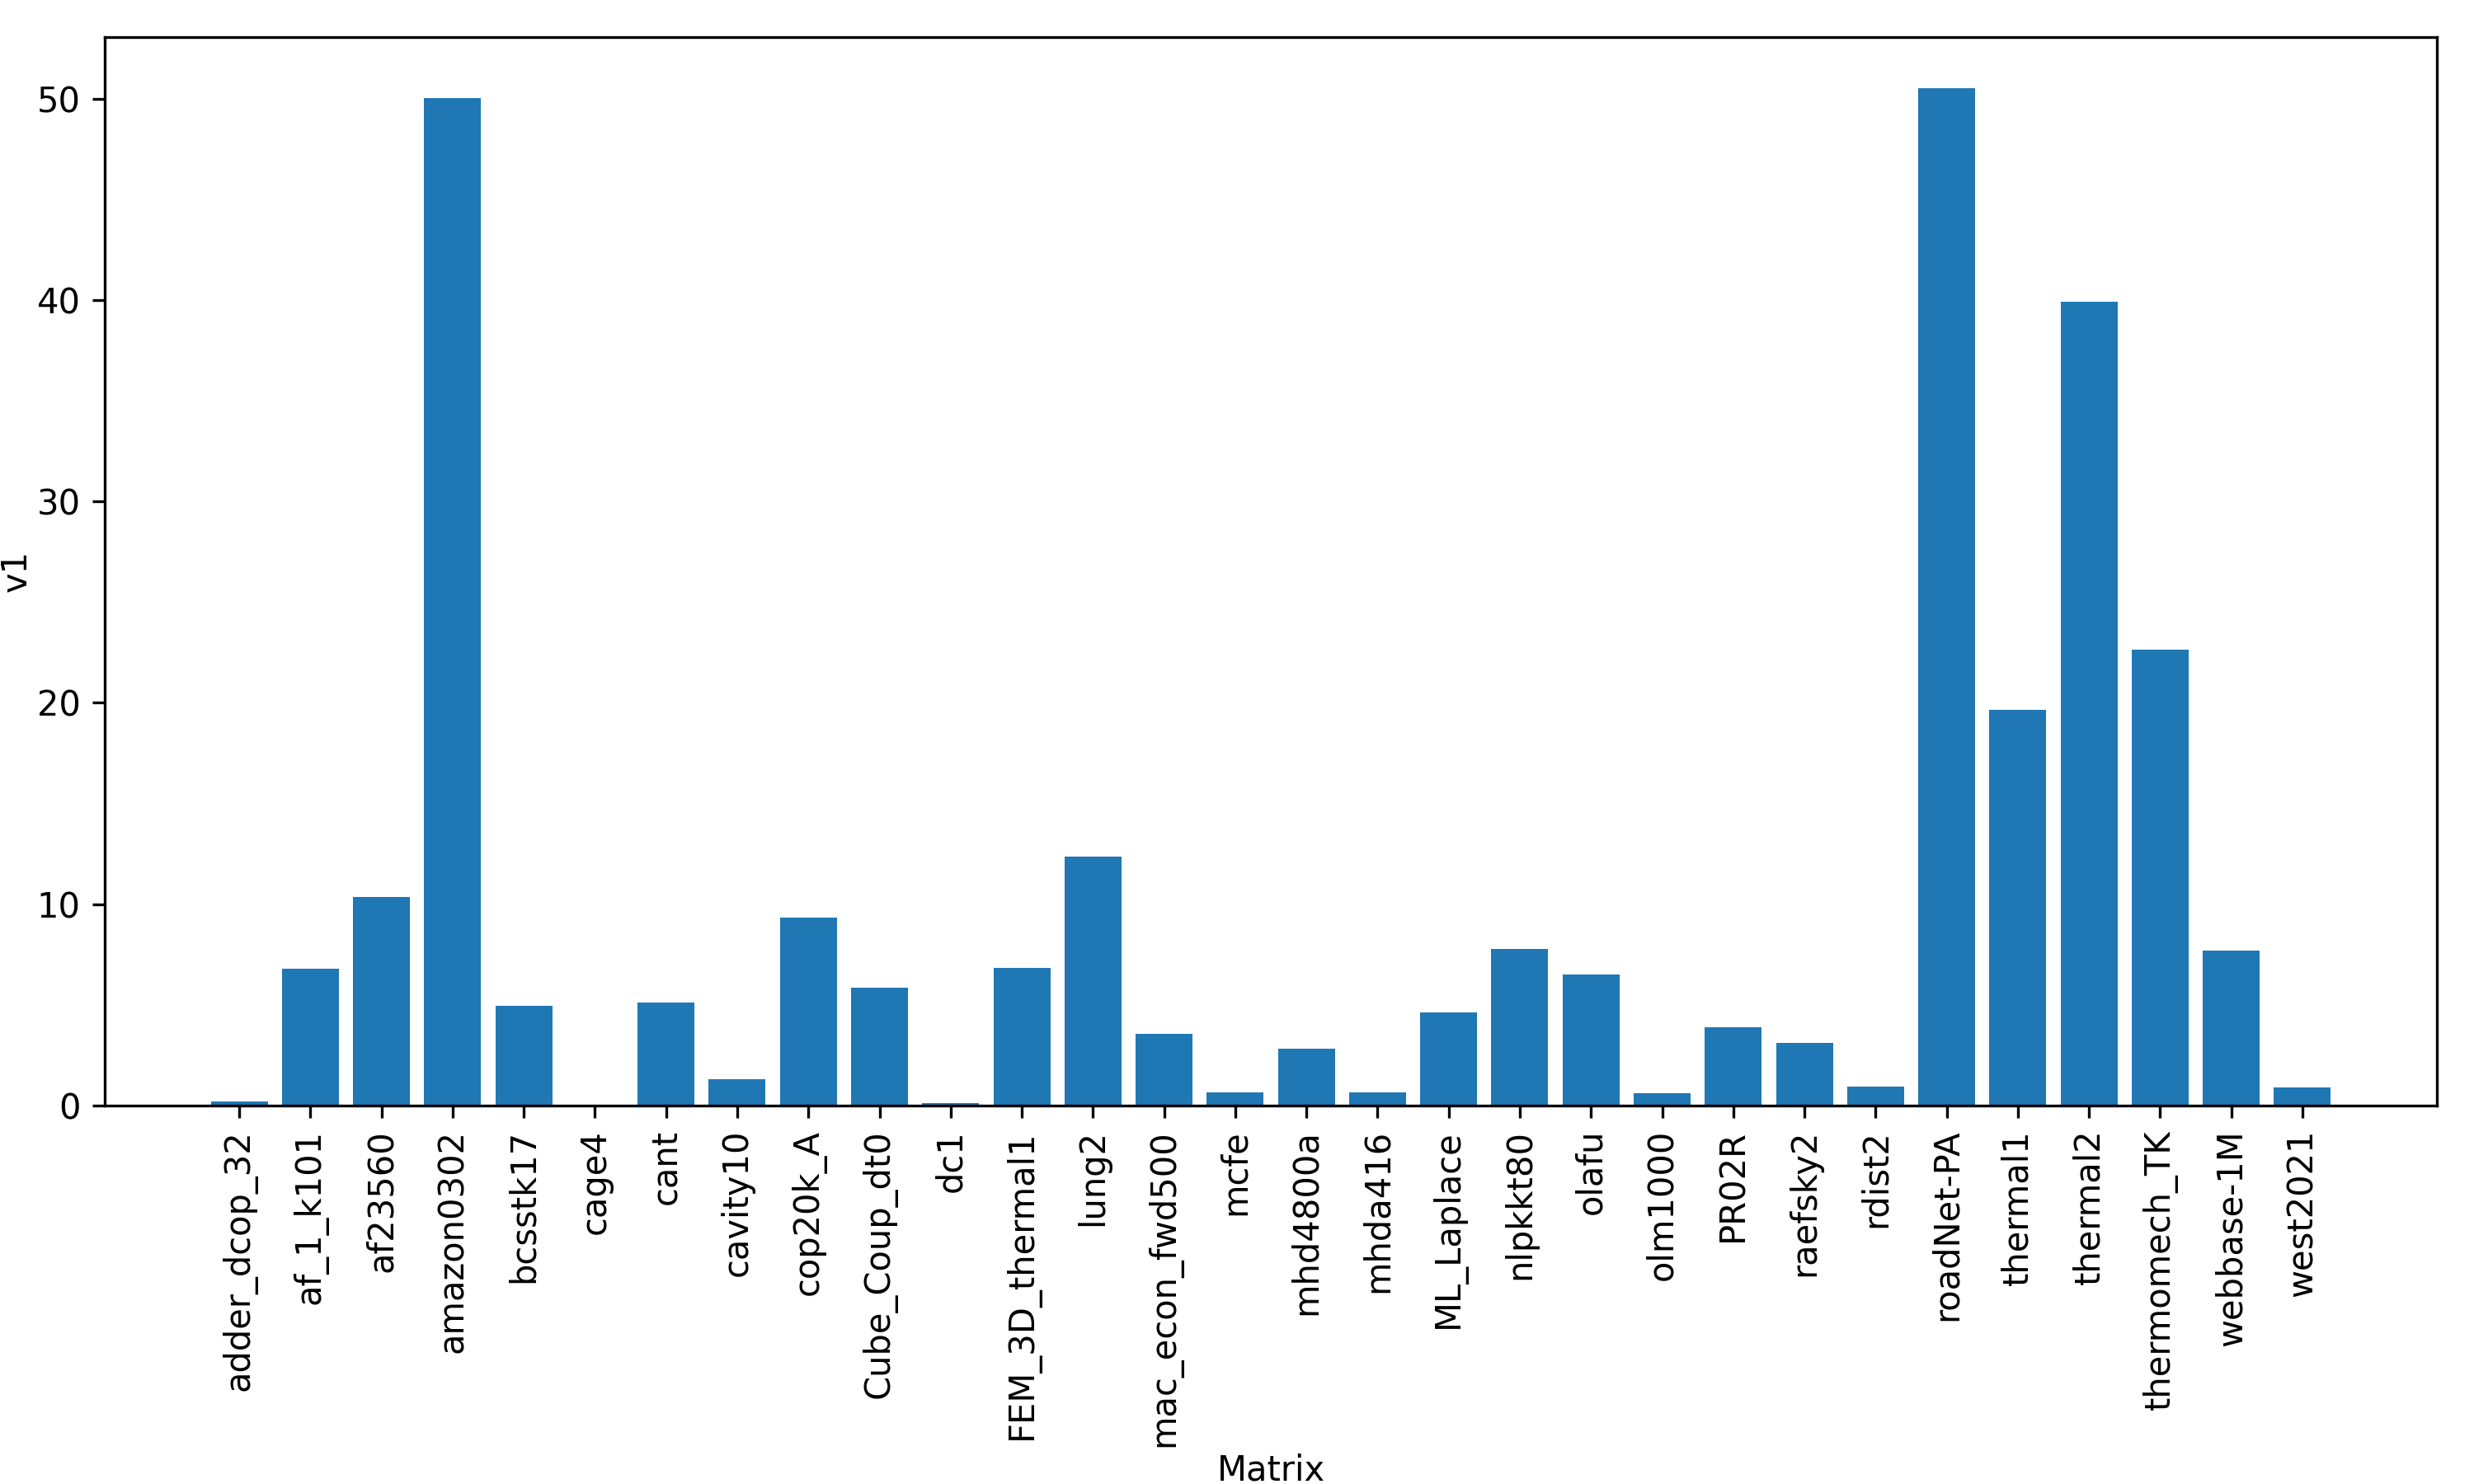 50
40
30
20
10
0
v1
adder_dcop_32
af_1_k101
af23560
amazon0302
bcsstk17
cage4
cant
cavity10
cop20k_A
Cube_Coup_dt0
dc1
FEM_3D_thermal1
lung2
mac_econ_fwd500
mcfe
mhd4800a
mhda416
ML_Laplace
nlpkkt80
olafu
olm1000
PR02R
raefsky2
rdist2
roadNet-PA
thermal1
thermal2
thermomech_TK
webbase-1M
west2021
Matrix